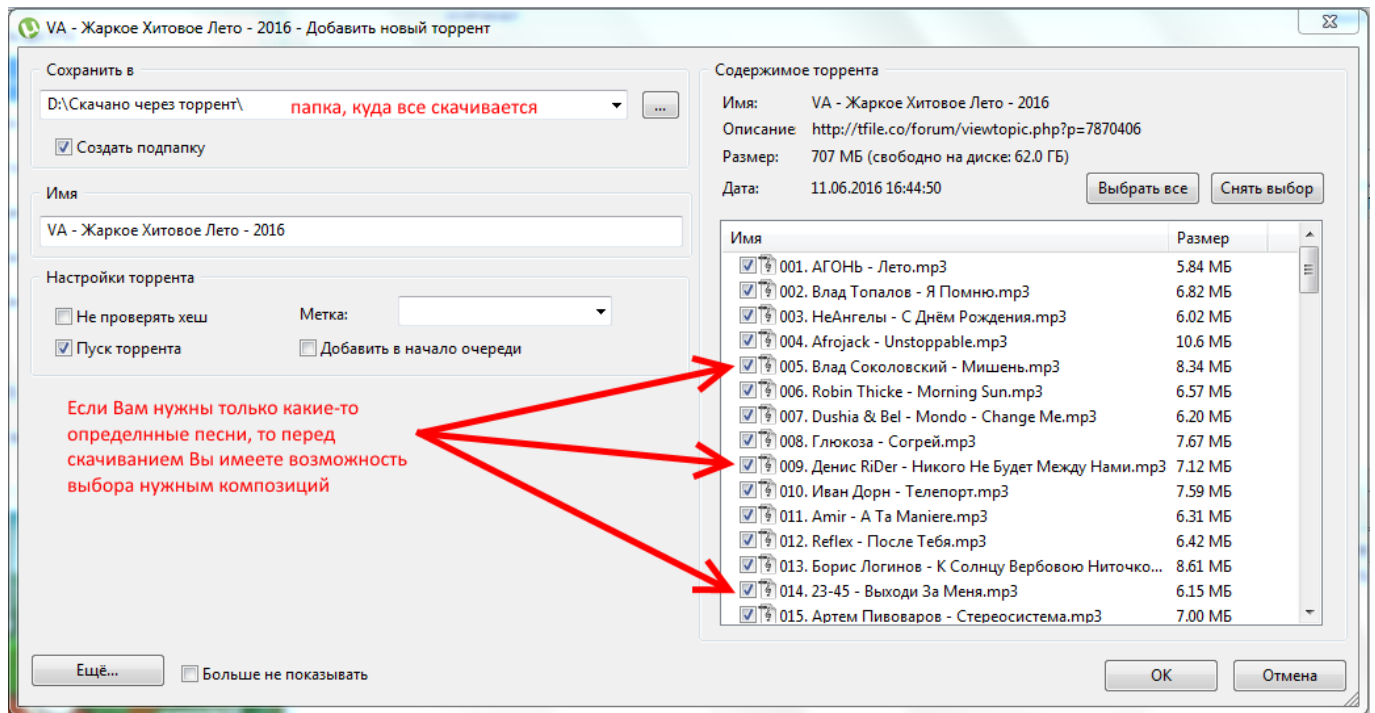 VA - Жаркое Хитовое Лето - 2016 - Добавить новый торрент
Сохранить в
D:\Скачано через торрент\ папка, куда все скачивается
...
Создать подпапку
Имя
VA - Жаркое Хитовое Лето - 2016
Настройки торрента
Не проверять хеш Метка:
Пуск торрента Добавить в начало очереди
Если Вам нужны только какие-то
определнные песни, то перед
скачиванием Вы имеете возможность
выбора нужным композиций
Ещё... Больше не показывать
Содержимое торрента
Имя: VA - Жаркое Хитовое Лето - 2016
Описание http://tfile.co/forum/viewtopic.php?p=7870406
Размер: 707 МБ (свободно на диске: 62.0 ГБ)
Дата: 11.06.2016 16:44:50 Выбрать все Снять выбор
Имя Размер
001. АГОНЬ - Лето.mp3 5.84 МБ
002. Влад Топалов - Я Помню.mp3 6.82 МБ
003. НеАнгелы - С Днём Рождения.mp3 6.02 МБ
004. Afrojack - Unstoppable.mp3 10.6 МБ
005. Влад Соколовский - Мишень.mp3 8.34 МБ
006. Robin Thicke - Morning Sun.mp3 6.57 МБ
007. Dushia & Bel - Mondo - Change Me.mp3 6.20 МБ
008. Глюкоза - Согрей.mp3 7.67 МБ
009. Денис RiDer - Никого Не Будет Между Нами.mp3 7.12 МБ
010. Иван Дорн - Телепорт.mp3 7.59 МБ
011. Amir - A Ta Maniere.mp3 6.31 МБ
012. Reflex - После Тебя.mp3 6.42 МБ
013. Борис Логинов - К Солнцу Вербовою Ниточко... 8.61 МБ
014. 23-45 - Выходи За Меня.mp3 6.15 МБ
015. Артем Пивоваров - Стереосистема.mp3 7.00 МБ
OK Отмена